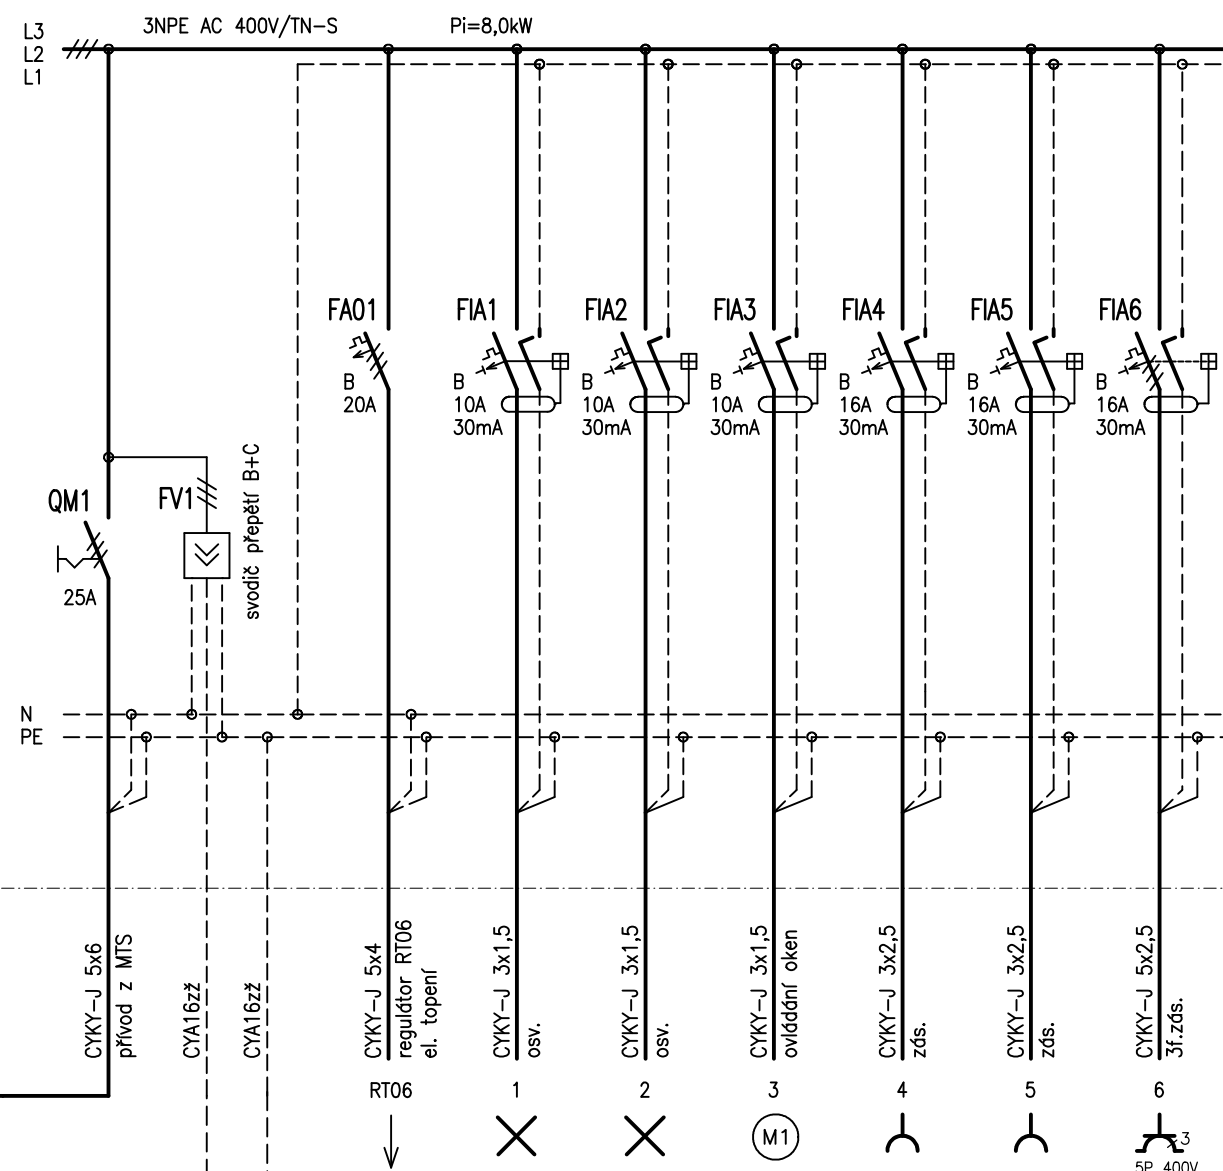 L3
L2
L1
3NPE AC 400V/TN-S
Pi=8,0kW
FA01
B
20A
FIA1
B
10A
30mA
FIA2
B
10A
30mA
FIA3
B
10A
30mA
FIA4
B
16A
30mA
FIA5
B
16A
30mA
FIA6
B
16A
30mA
QM1
25A
FV1
svodič přepětí B+C
N
PE
CYKY-J 5x6
přívod z MTS
CYA16zž
CYA16zž
CYKY-J 5x4
regulátor RT06
el. topení
CYKY-J 3x1,5
osv.
CYKY-J 3x1,5
osv.
CYKY-J 3x1,5
ovládání oken
CYKY-J 3x2,5
zás.
CYKY-J 3x2,5
zás.
CYKY-J 5x2,5
3f.zás.
RT06
1
2
3
4
5
6
M1
3
5P 400V